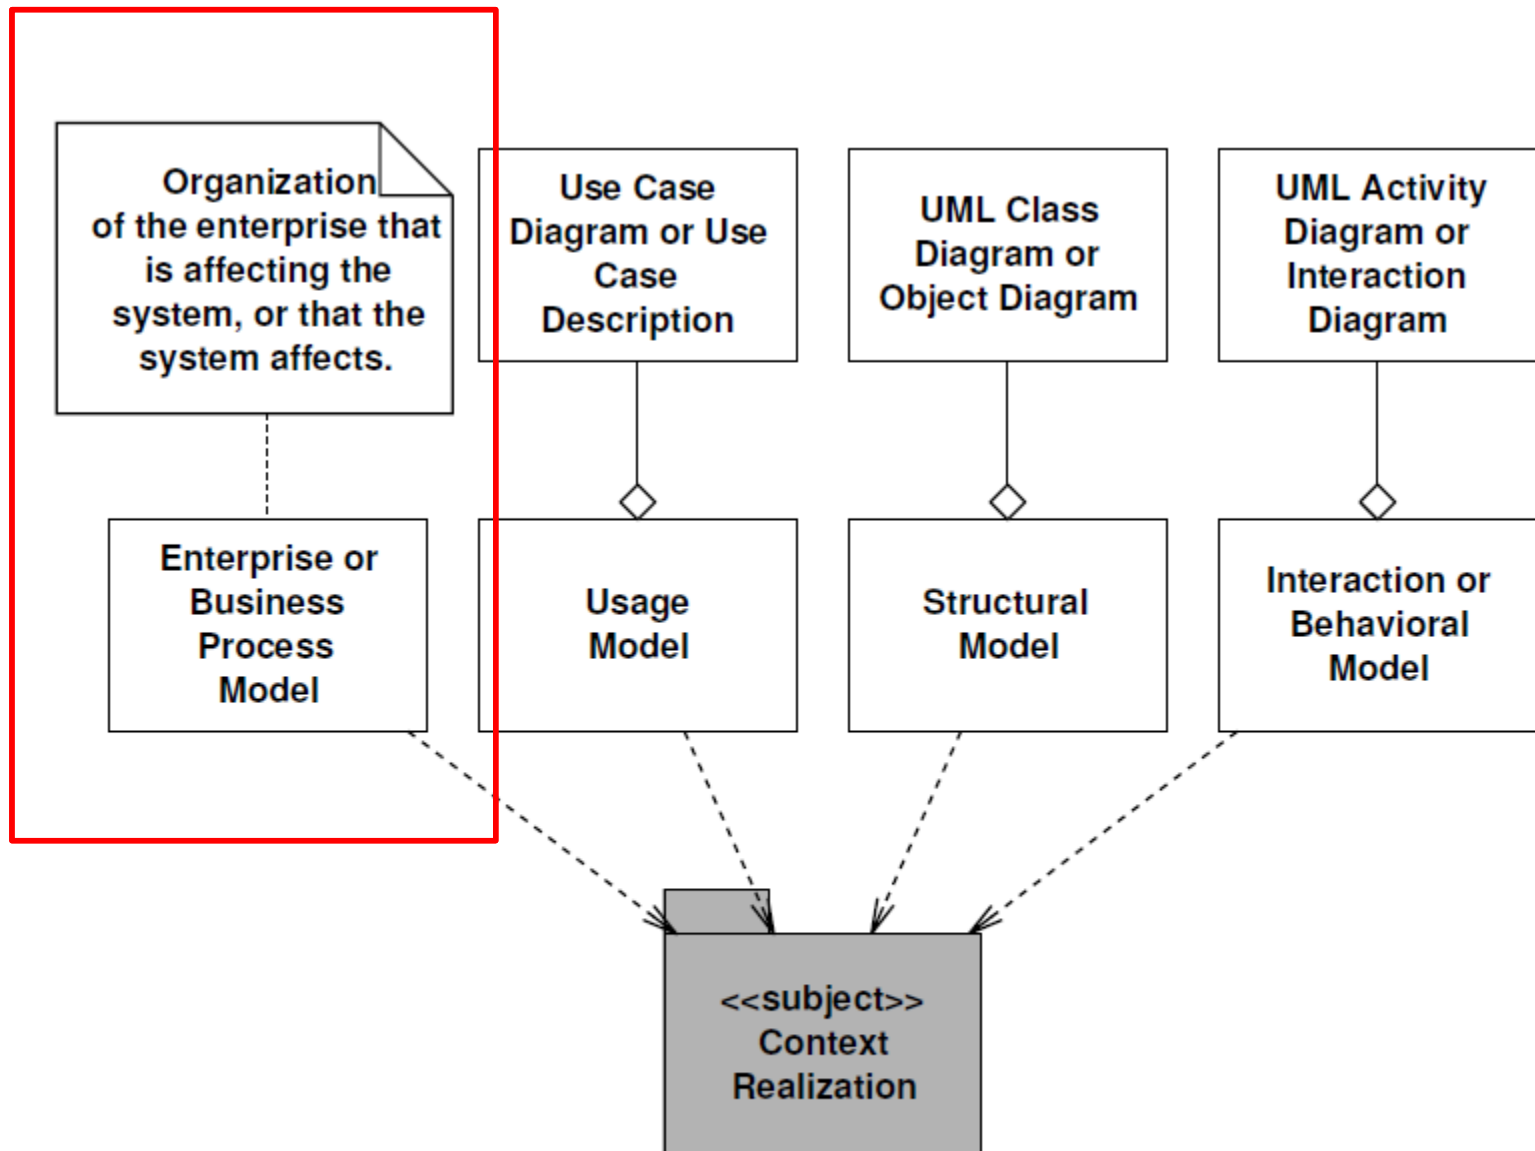 Organization
of the enterprise that
is affecting the
system, or that the
system affects.
Use Case
Diagram or Use
Case
Description
UML Class
Diagram or
Object Diagram
UML Activity
Diagram or
Interaction
Diagram
Enterprise or
Business
Process
Model
Usage
Model
Structural
Model
Interaction or
Behavioral
Model
<<subject>>
Context
Realization